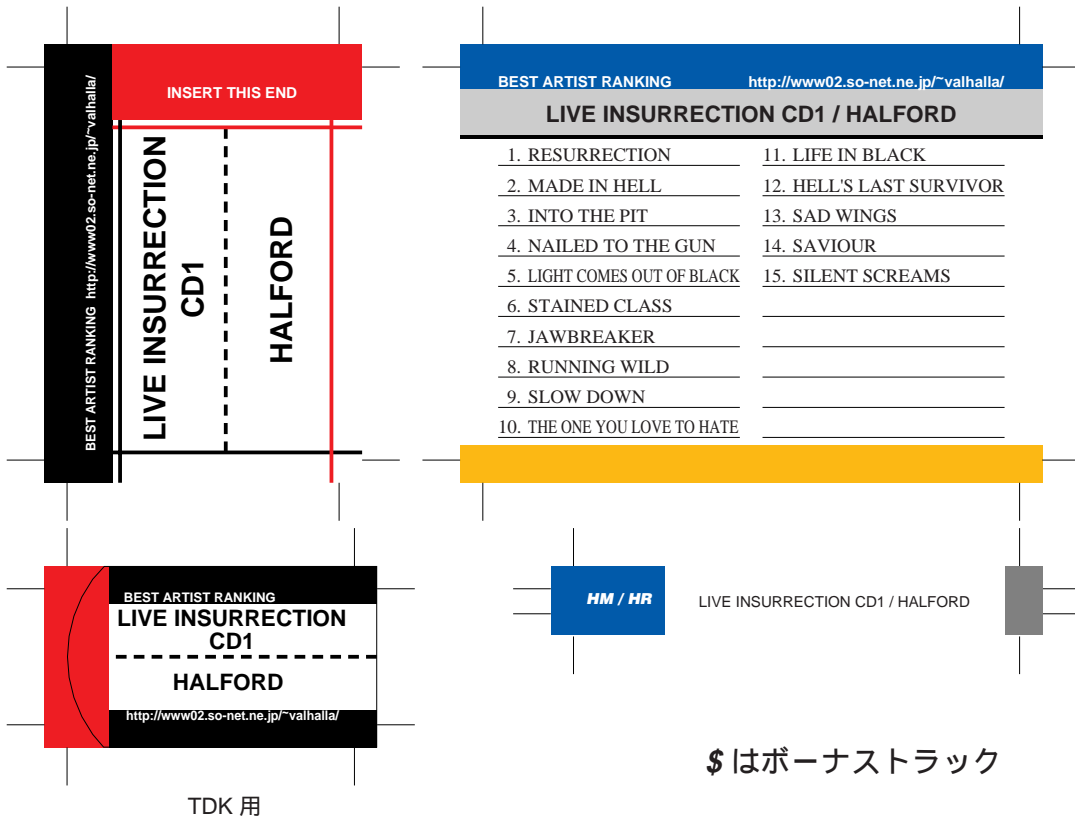 INSERT THIS END
BEST ARTIST RANKING http://www02.so-net.ne.jp/~valhalla/
LIVE INSURRECTION
CD1
HALFORD
BEST ARTIST RANKING http://www02.so-net.ne.jp/~valhalla/
LIVE INSURRECTION CD1 / HALFORD
1. RESURRECTION
2. MADE IN HELL
3. INTO THE PIT
4. NAILED TO THE GUN
5. LIGHT COMES OUT OF BLACK
6. STAINED CLASS
7. JAWBREAKER
8. RUNNING WILD
9. SLOW DOWN
10. THE ONE YOU LOVE TO HATE
11. LIFE IN BLACK
12. HELL'S LAST SURVIVOR
13. SAD WINGS
14. SAVIOUR
15. SILENT SCREAMS
BEST ARTIST RANKING
LIVE INSURRECTION
CD1
HALFORD
http://www02.so-net.ne.jp/~valhalla/
TDK 用
HM / HR
LIVE INSURRECTION CD1 / HALFORD
$ はボーナストラック